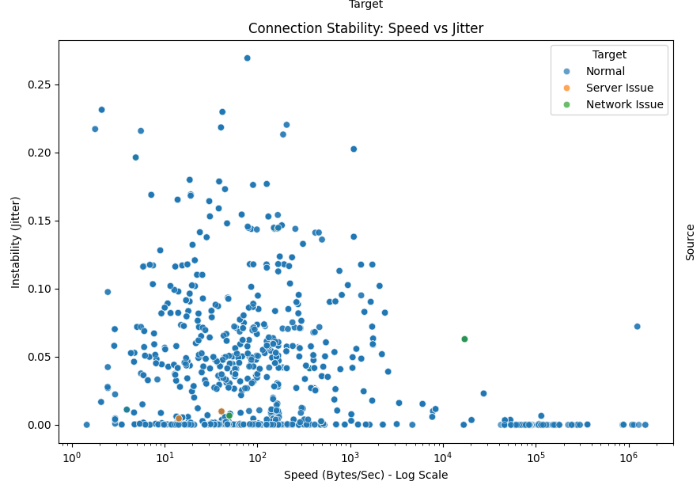 Target
Connection Stability: Speed vs Jitter
Target
Normal
Server Issue
Network Issue
0.25
0.20
0.15
0.10
0.05
0.00
Instability (Jitter)
10⁰
10¹
10²
10³
10⁴
10⁵
10⁶
Speed (Bytes/Sec) - Log Scale
Source